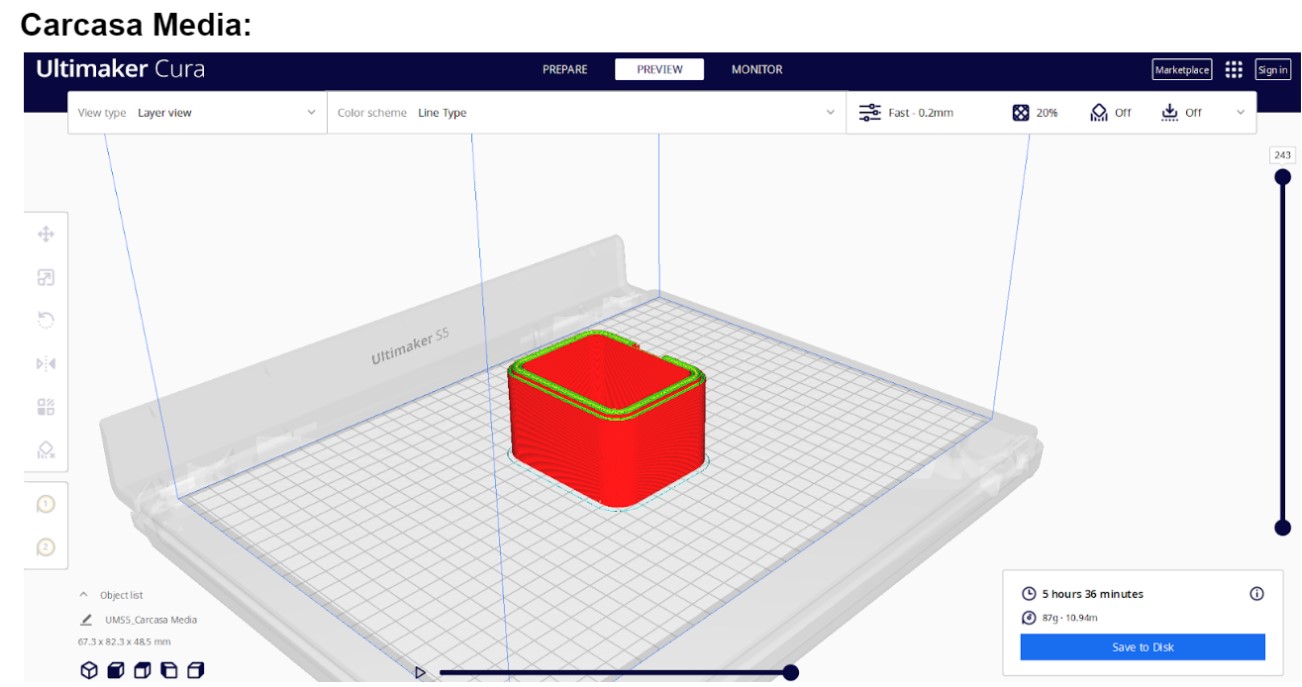 Carcasa Media:
Ultimaker Cura PREPARE PREVIEW MONITOR Marketplace Sign in
View type Layer view Color scheme Line Type Fast - 0.2mm 20% Off Off
243
Ultimaker S5
1
2
Object list
UMS5_Carcasa Media
67.3 x 82.3 x 48.5 mm
5 hours 36 minutes
87g · 10.94m
Save to Disk